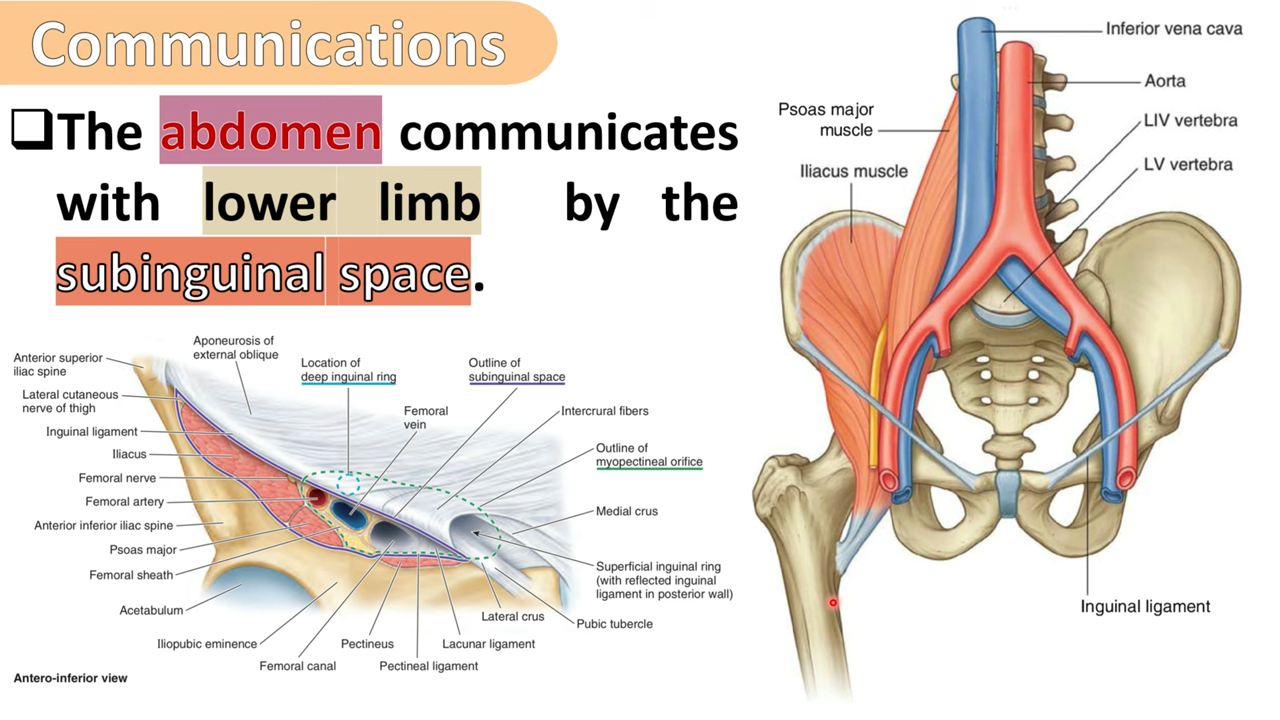 Communications
❑The abdomen communicates
with lower limb by the
subinguinal space.
Anterior superior
iliac spine
Lateral cutaneous
nerve of thigh
Inguinal ligament
Iliacus
Femoral nerve
Femoral artery
Anterior inferior iliac spine
Psoas major
Femoral sheath
Acetabulum
Iliopubic eminence
Femoral canal
Antero-inferior view
Aponeurosis of
external oblique
Location of
deep inguinal ring
Femoral
vein
Outline of
subinguinal space
Intercrural fibers
Outline of
myopectineal orifice
Medial crus
Superficial inguinal ring
(with reflected inguinal
ligament in posterior wall)
Pubic tubercle
Lateral crus
Lacunar ligament
Pectineus
Pectineal ligament
Inferior vena cava
Aorta
Psoas major
muscle
LIV vertebra
LV vertebra
Iliacus muscle
Inguinal ligament